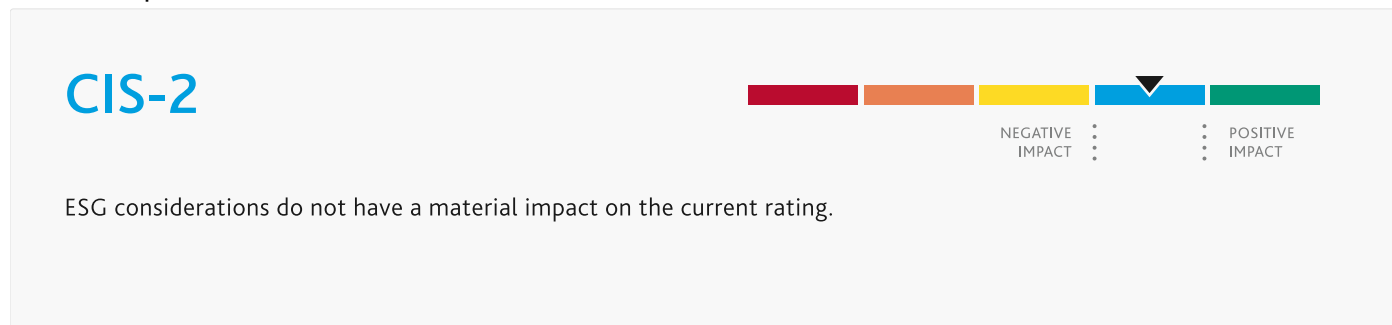 CIS-2
NEGATIVE
IMPACT
POSITIVE
IMPACT
ESG considerations do not have a material impact on the current rating.